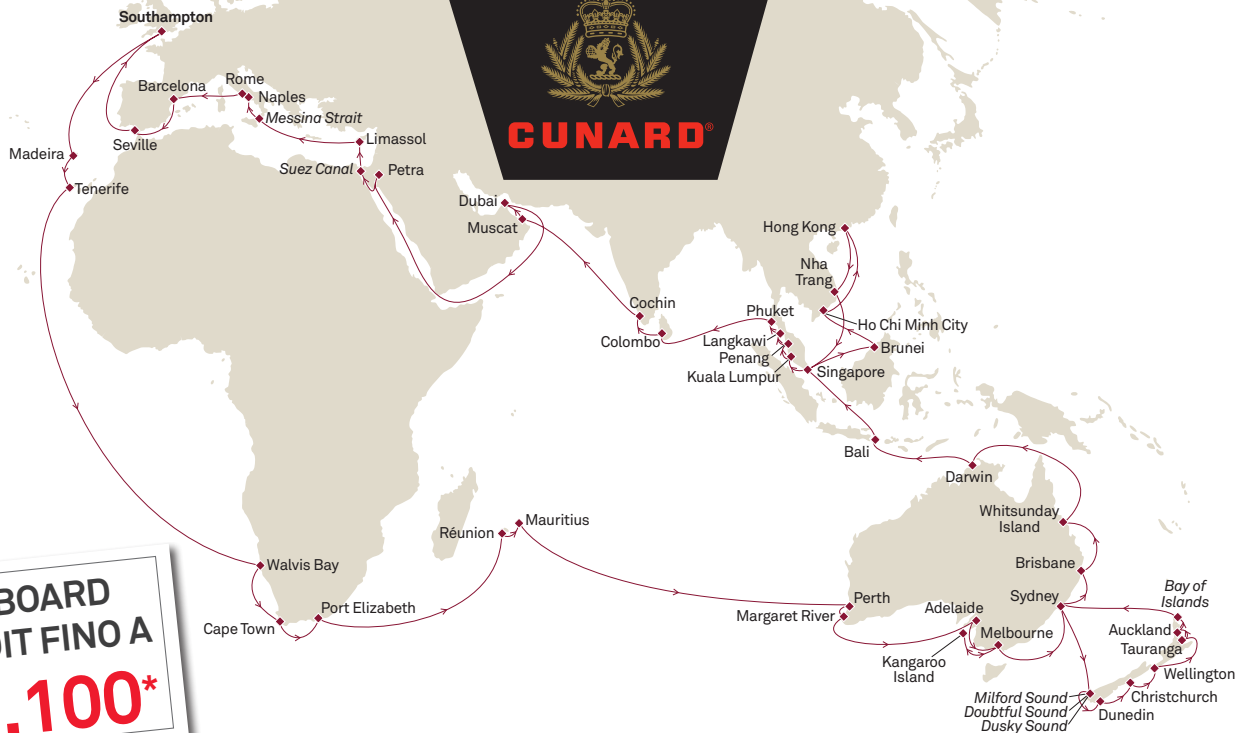 Southampton
CUNARD®
Rome
Barcelona
Naples
Messina Strait
Limassol
Seville
Madeira
Suez Canal
Petra
Tenerife
Dubai
Muscat
Hong Kong
Nha
Trang
Cochin
Phuket
Ho Chi Minh City
Colombo
Langkawi
Brunei
Penang
Kuala Lumpur
Singapore
Bali
Darwin
Whitsunday
Island
Mauritius
Réunion
Walvis Bay
Brisbane
Bay of
Islands
Perth
Sydney
Port Elizabeth
Adelaide
Margaret River
Cape Town
Melbourne
Auckland
Tauranga
Kangaroo
Island
Wellington
Milford Sound
Christchurch
Doubtful Sound
Dunedin
Dusky Sound
BOARD
IT FINO A
.100*